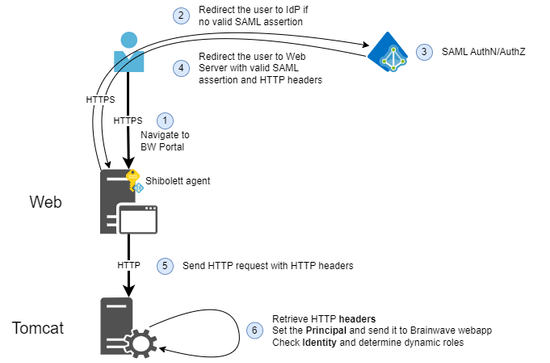 2
Redirect the user to IdP if
no valid SAML assertion
4
Redirect the user to Web
Server with valid SAML
assertion and HTTP headers
3
SAML AuthN/AuthZ
HTTPS
HTTPS
1
Navigate to
BW Portal
Shibolett agent
Web
HTTP
5
Send HTTP request with HTTP headers
Tomcat
6
Retrieve HTTP headers
Set the Principal and send it to Brainwave webapp
Check Identity and determine dynamic roles